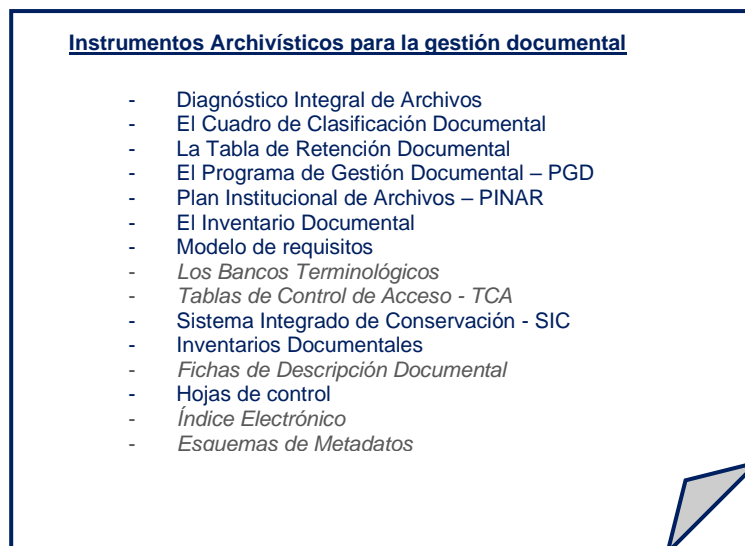 Instrumentos Archivísticos para la gestión documental
- Diagnóstico Integral de Archivos
- El Cuadro de Clasificación Documental
- La Tabla de Retención Documental
- El Programa de Gestión Documental – PGD
- Plan Institucional de Archivos – PINAR
- El Inventario Documental
- Modelo de requisitos
- Los Bancos Terminológicos
- Tablas de Control de Acceso - TCA
- Sistema Integrado de Conservación - SIC
- Inventarios Documentales
- Fichas de Descripción Documental
- Hojas de control
- Índice Electrónico
- Esquemas de Metadatos